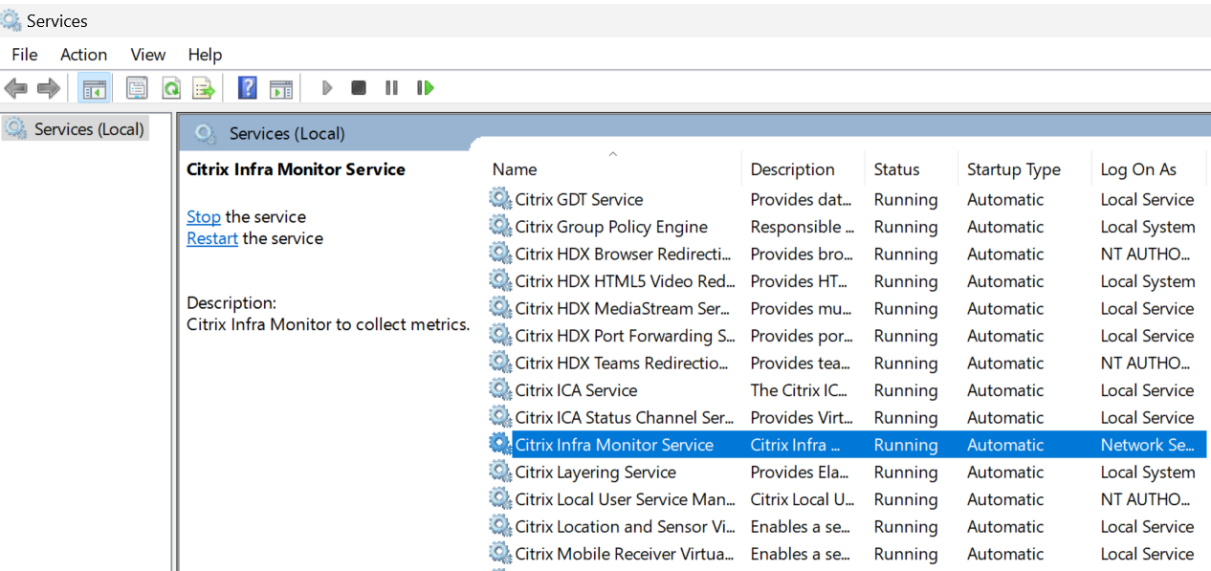 Services
File Action View Help
Services (Local)
Services (Local)
Citrix Infra Monitor Service
Stop the service
Restart the service
Description:
Citrix Infra Monitor to collect metrics.
Name Description Status Startup Type Log On As
Citrix GDT Service Provides dat... Running Automatic Local Service
Citrix Group Policy Engine Responsible ... Running Automatic Local System
Citrix HDX Browser Redirecti... Provides bro... Running Automatic NT AUTHO...
Citrix HDX HTML5 Video Red... Provides HT... Running Automatic Local System
Citrix HDX MediaStream Ser... Provides mu... Running Automatic Local Service
Citrix HDX Port Forwarding S... Provides por... Running Automatic Local Service
Citrix HDX Teams Redirectio... Provides tea... Running Automatic NT AUTHO...
Citrix ICA Service The Citrix IC... Running Automatic Local Service
Citrix ICA Status Channel Ser... Provides Virt... Running Automatic Local Service
Citrix Infra Monitor Service Citrix Infra ... Running Automatic Network Se...
Citrix Layering Service Provides Ela... Running Automatic Local System
Citrix Local User Service Man... Citrix Local U... Running Automatic NT AUTHO...
Citrix Location and Sensor Vi... Enables a se... Running Automatic Local Service
Citrix Mobile Receiver Virtua... Enables a se... Running Automatic Local Service